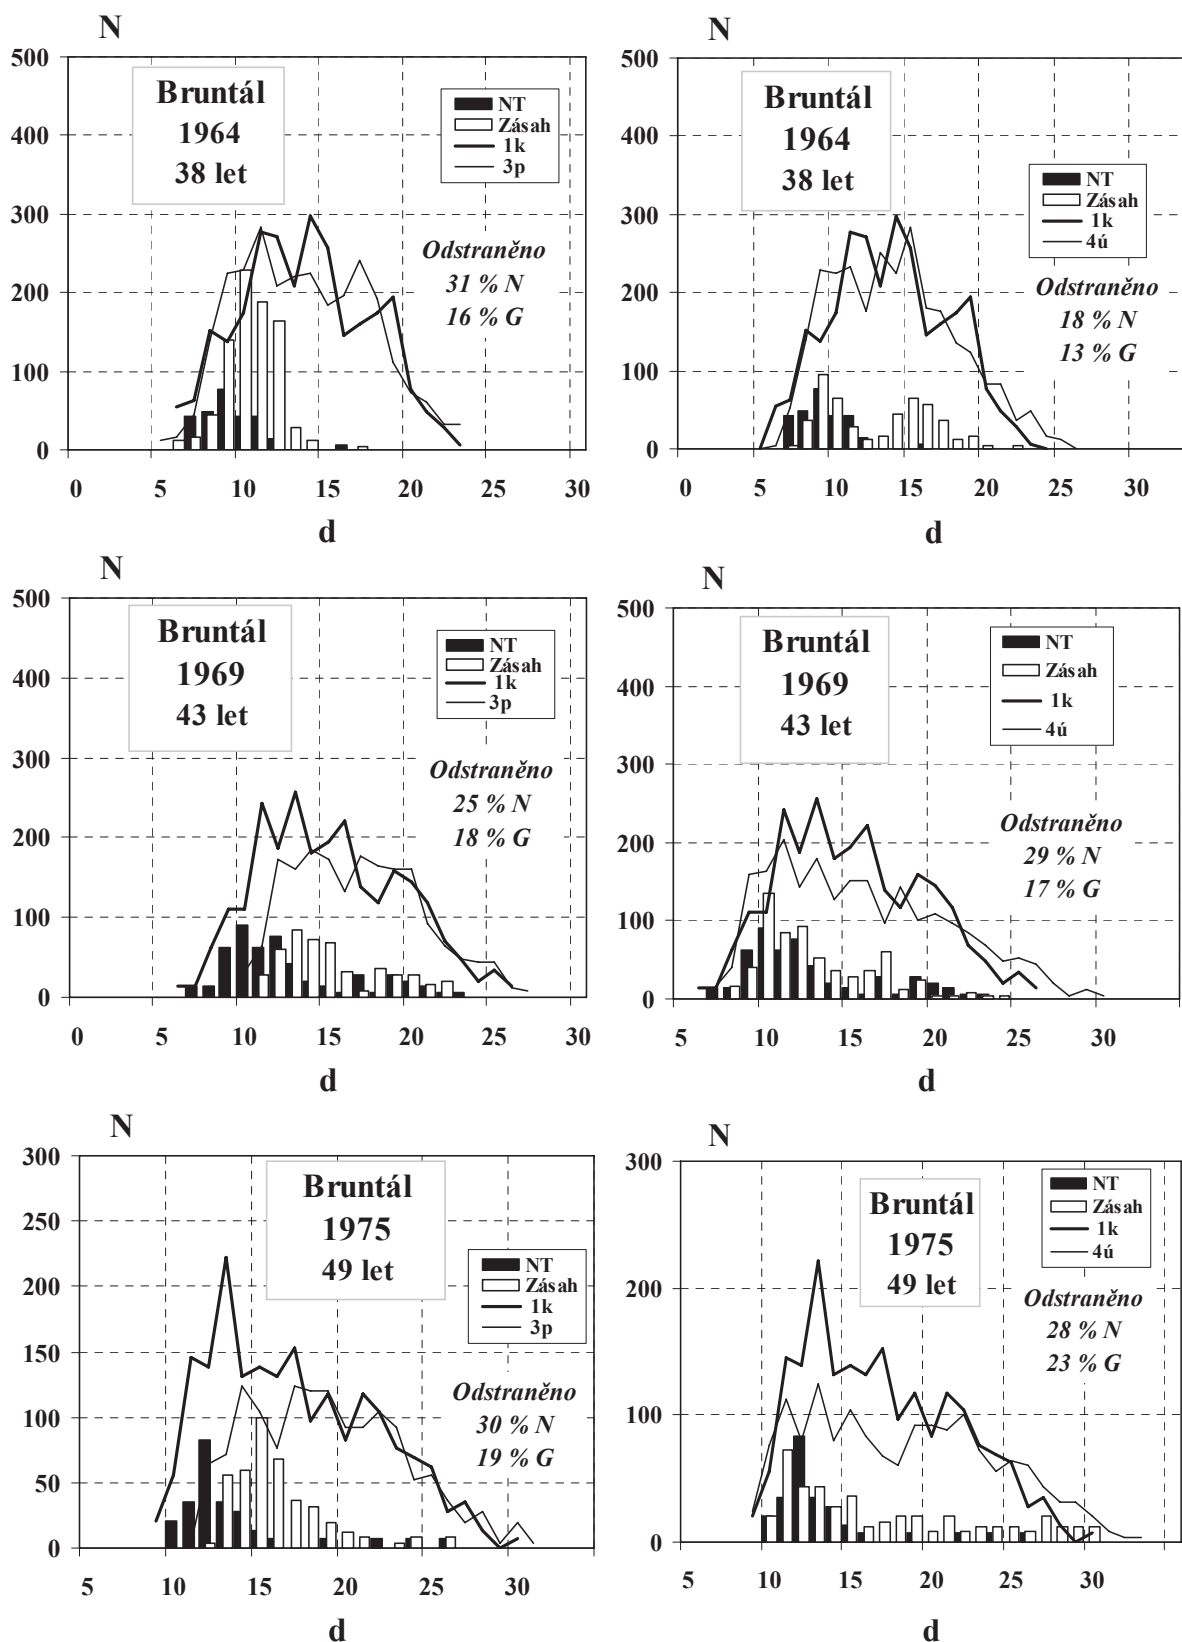 N
500
400
300
200
100
0
0 5 10 15 20 25 30
d
Bruntál
1964
38 let
NT
Zásah
1k
3p
Odstraněno
31 % N
16 % G
N
500
400
300
200
100
0
0 5 10 15 20 25 30
d
Bruntál
1964
38 let
NT
Zásah
1k
4ú
Odstraněno
18 % N
13 % G
N
500
400
300
200
100
0
0 5 10 15 20 25 30
d
Bruntál
1969
43 let
NT
Zásah
1k
3p
Odstraněno
25 % N
18 % G
N
500
400
300
200
100
0
5 10 15 20 25 30
d
Bruntál
1969
43 let
NT
Zásah
1k
4ú
Odstraněno
29 % N
17 % G
N
300
250
200
150
100
50
0
5 10 15 20 25 30
d
Bruntál
1975
49 let
NT
Zásah
1k
3p
Odstraněno
30 % N
19 % G
N
300
200
100
0
5 10 15 20 25 30
d
Bruntál
1975
49 let
NT
Zásah
1k
4ú
Odstraněno
28 % N
23 % G